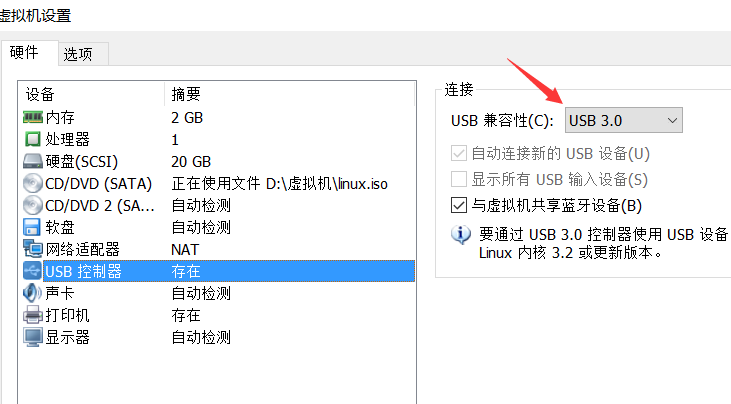 虚拟机设置
硬件 选项
设备 摘要
内存 2 GB
处理器 1
硬盘(SCSI) 20 GB
CD/DVD (SATA) 正在使用文件 D:\虚拟机\linux.iso
CD/DVD 2 (SA... 自动检测
软盘 自动检测
网络适配器 NAT
USB 控制器 存在
声卡 自动检测
打印机 存在
显示器 自动检测
连接
USB 兼容性(C): USB 3.0
自动连接新的 USB 设备(U)
显示所有 USB 输入设备(S)
与虚拟机共享蓝牙设备(B)
要通过 USB 3.0 控制器使用 USB 设备
Linux 内核 3.2 或更新版本。